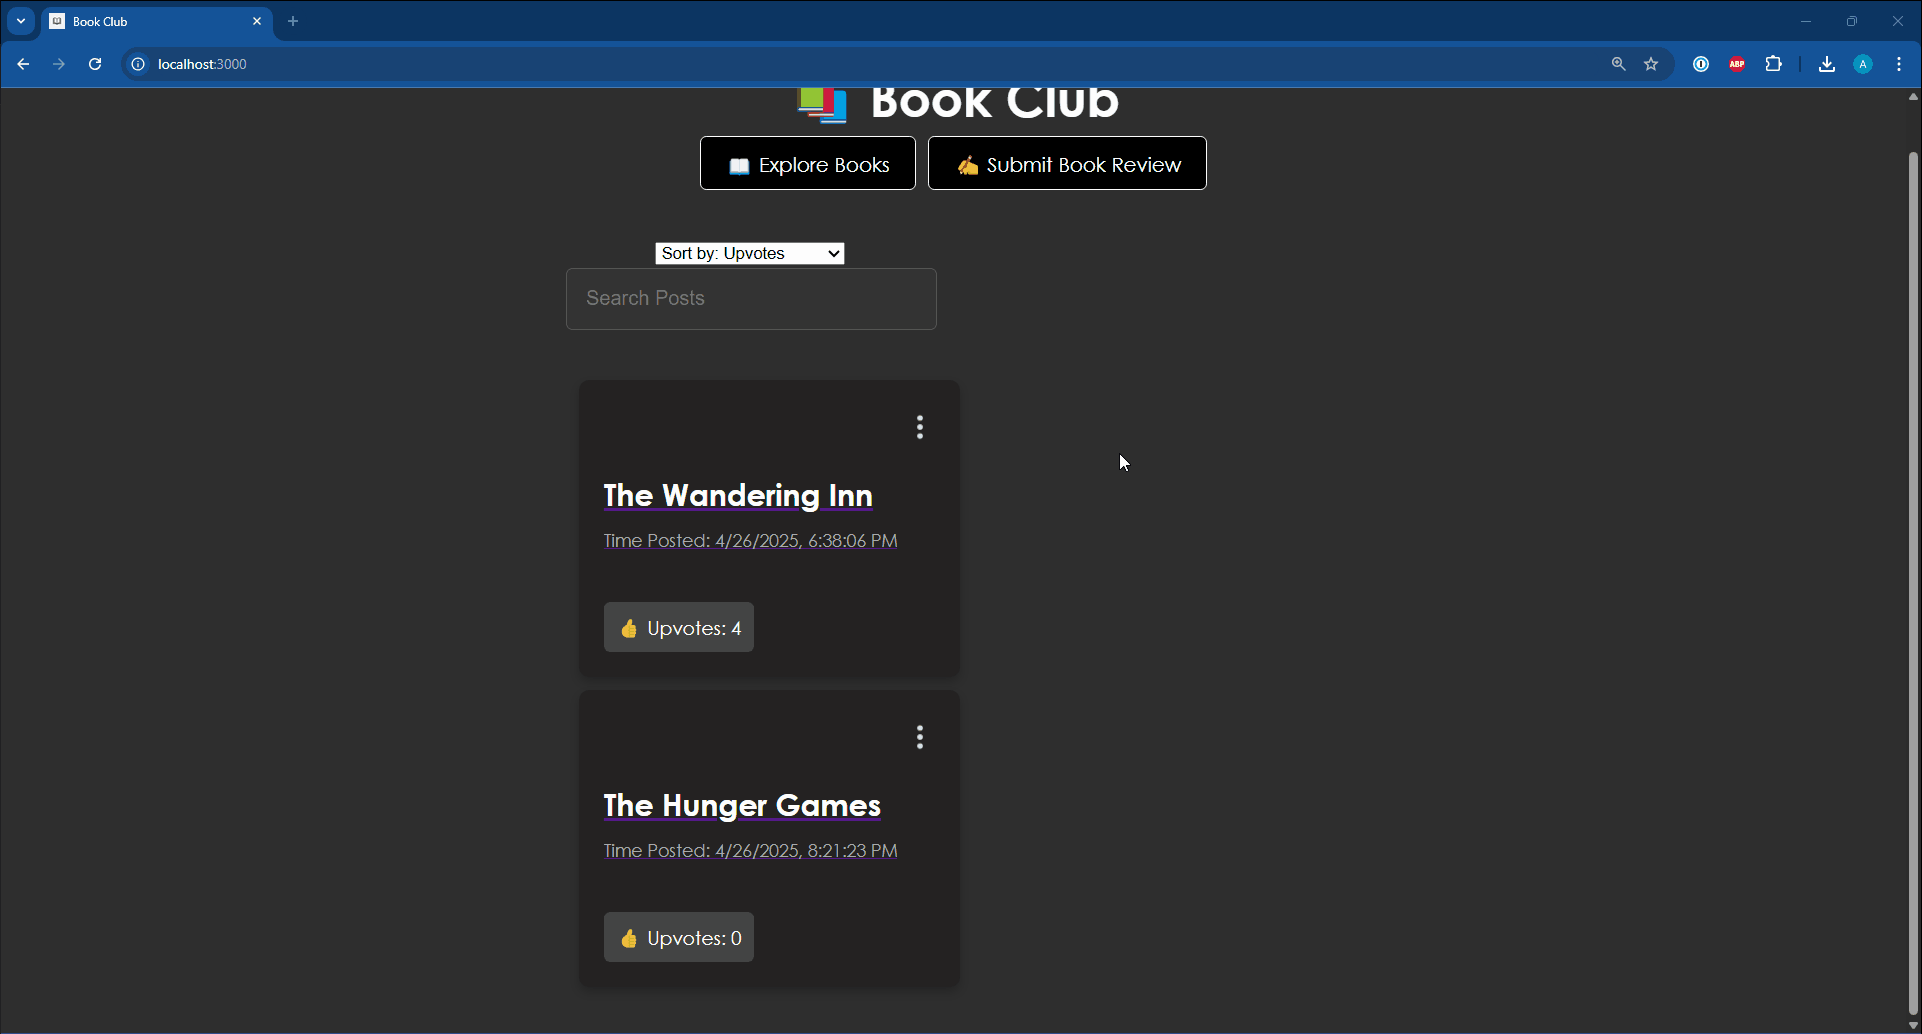 Book Club
localhost:3000
ABP
A
Book Club
Explore Books
Submit Book Review
Sort by: Upvotes
Search Posts
The Wandering Inn
Time Posted: 4/26/2025, 6:38:06 PM
Upvotes: 4
The Hunger Games
Time Posted: 4/26/2025, 8:21:23 PM
Upvotes: 0